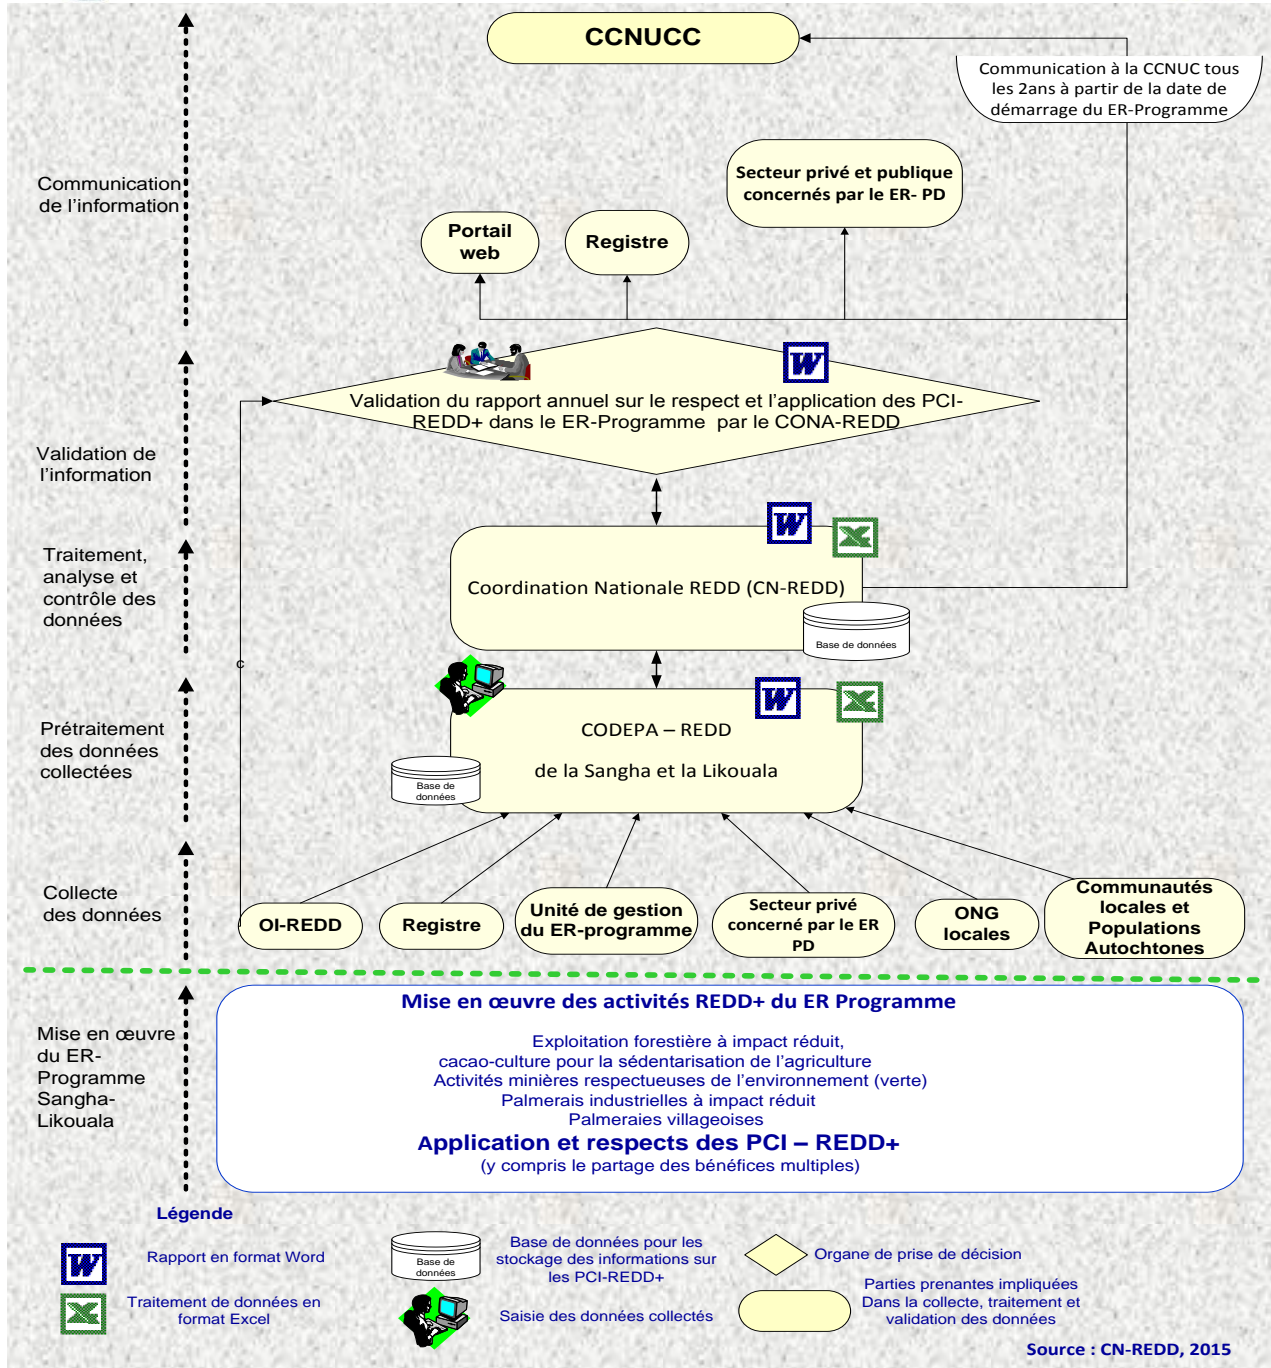 CCNUCC
Communication à la CCNUC tous
les 2ans à partir de la date de
démarrage du ER-Programme
Secteur privé et publique
concernés par le ER- PD
Communication
de l'information
Portail
web
Registre
Validation du rapport annuel sur le respect et l'application des PCI-
REDD+ dans le ER-Programme  par le CONA-REDD
Validation de
l'information
Traitement,
analyse et
contrôle des
données
Coordination Nationale REDD (CN-REDD)
Base de données
c
Prétraitement
des données
collectées
CODEPA – REDD
de la Sangha et la Likouala
Base de
données
Collecte
des données
OI-REDD
Registre
Unité de gestion
du ER-programme
Secteur privé
concerné par le ER
PD
ONG
locales
Communautés
locales et
Populations
Autochtones
Mise en œuvre
du ER-
Programme
Sangha-
Likouala
Mise en œuvre des activités REDD+ du ER Programme
Exploitation forestière à impact réduit,
cacao-culture pour la sédentarisation de l'agriculture
Activités minières respectueuses de l'environnement (verte)
Palmerais industrielles à impact réduit
Palmeraies villageoises
Application et respects des PCI – REDD+
(y compris le partage des bénéfices multiples)
Légende
W
Rapport en format Word
Traitement de données en
format Excel
Base de
données
Base de données pour les
stockage des informations sur
les PCI-REDD+
Saisie des données collectés
Organe de prise de décision
Parties prenantes impliquées
Dans la collecte, traitement et
validation des données
Source : CN-REDD, 2015